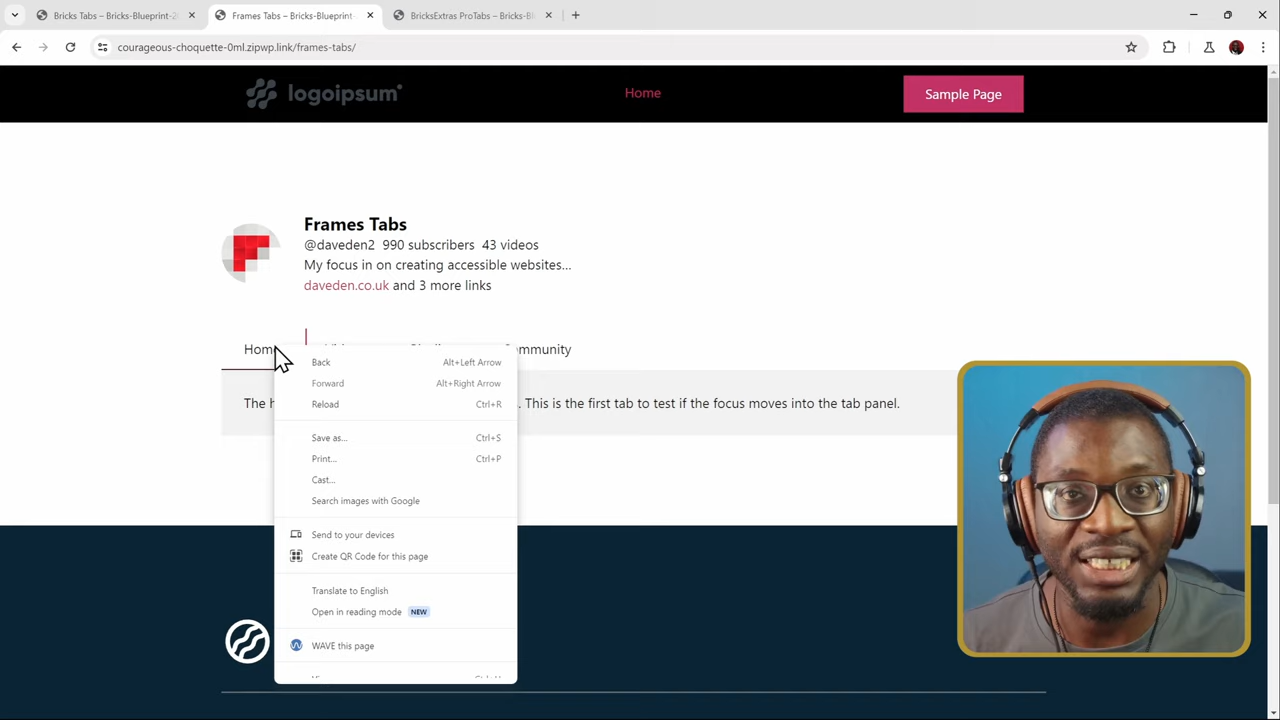 Bricks Tabs – Bricks-Blueprint-2
Frames Tabs – Bricks-Blueprint-
BricksExtras ProTabs – Bricks-Bl
courageous-choquette-0ml.zipwp.link/frames-tabs/
logoipsum
Home
Sample Page
Frames Tabs
@daveden2 990 subscribers 43 videos
My focus in on creating accessible websites...
daveden.co.uk and 3 more links
Home
ommunity
Back Alt+Left Arrow
Forward Alt+Right Arrow
Reload Ctrl+R
The h
. This is the first tab to test if the focus moves into the tab panel.
Save as... Ctrl+S
Print... Ctrl+P
Cast...
Search images with Google
Send to your devices
Create QR Code for this page
Translate to English
Open in reading mode NEW
WAVE this page